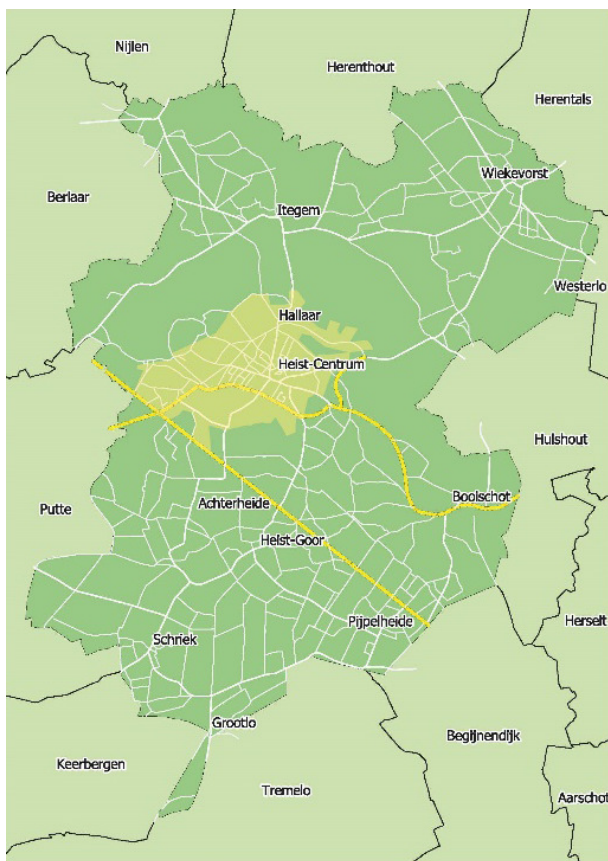 Nijlen
Herenthout
Herentals
Wiekevorst
Berlaar
Itegem
Westerlo
Hallaar
Heist-Centrum
Hulshout
Booischot
Putte
Achterheide
Heist-Goor
Pijpelheide
Herselt
Schriek
Grootlo
Begijnendijk
Keerbergen
Tremelo
Aarschot